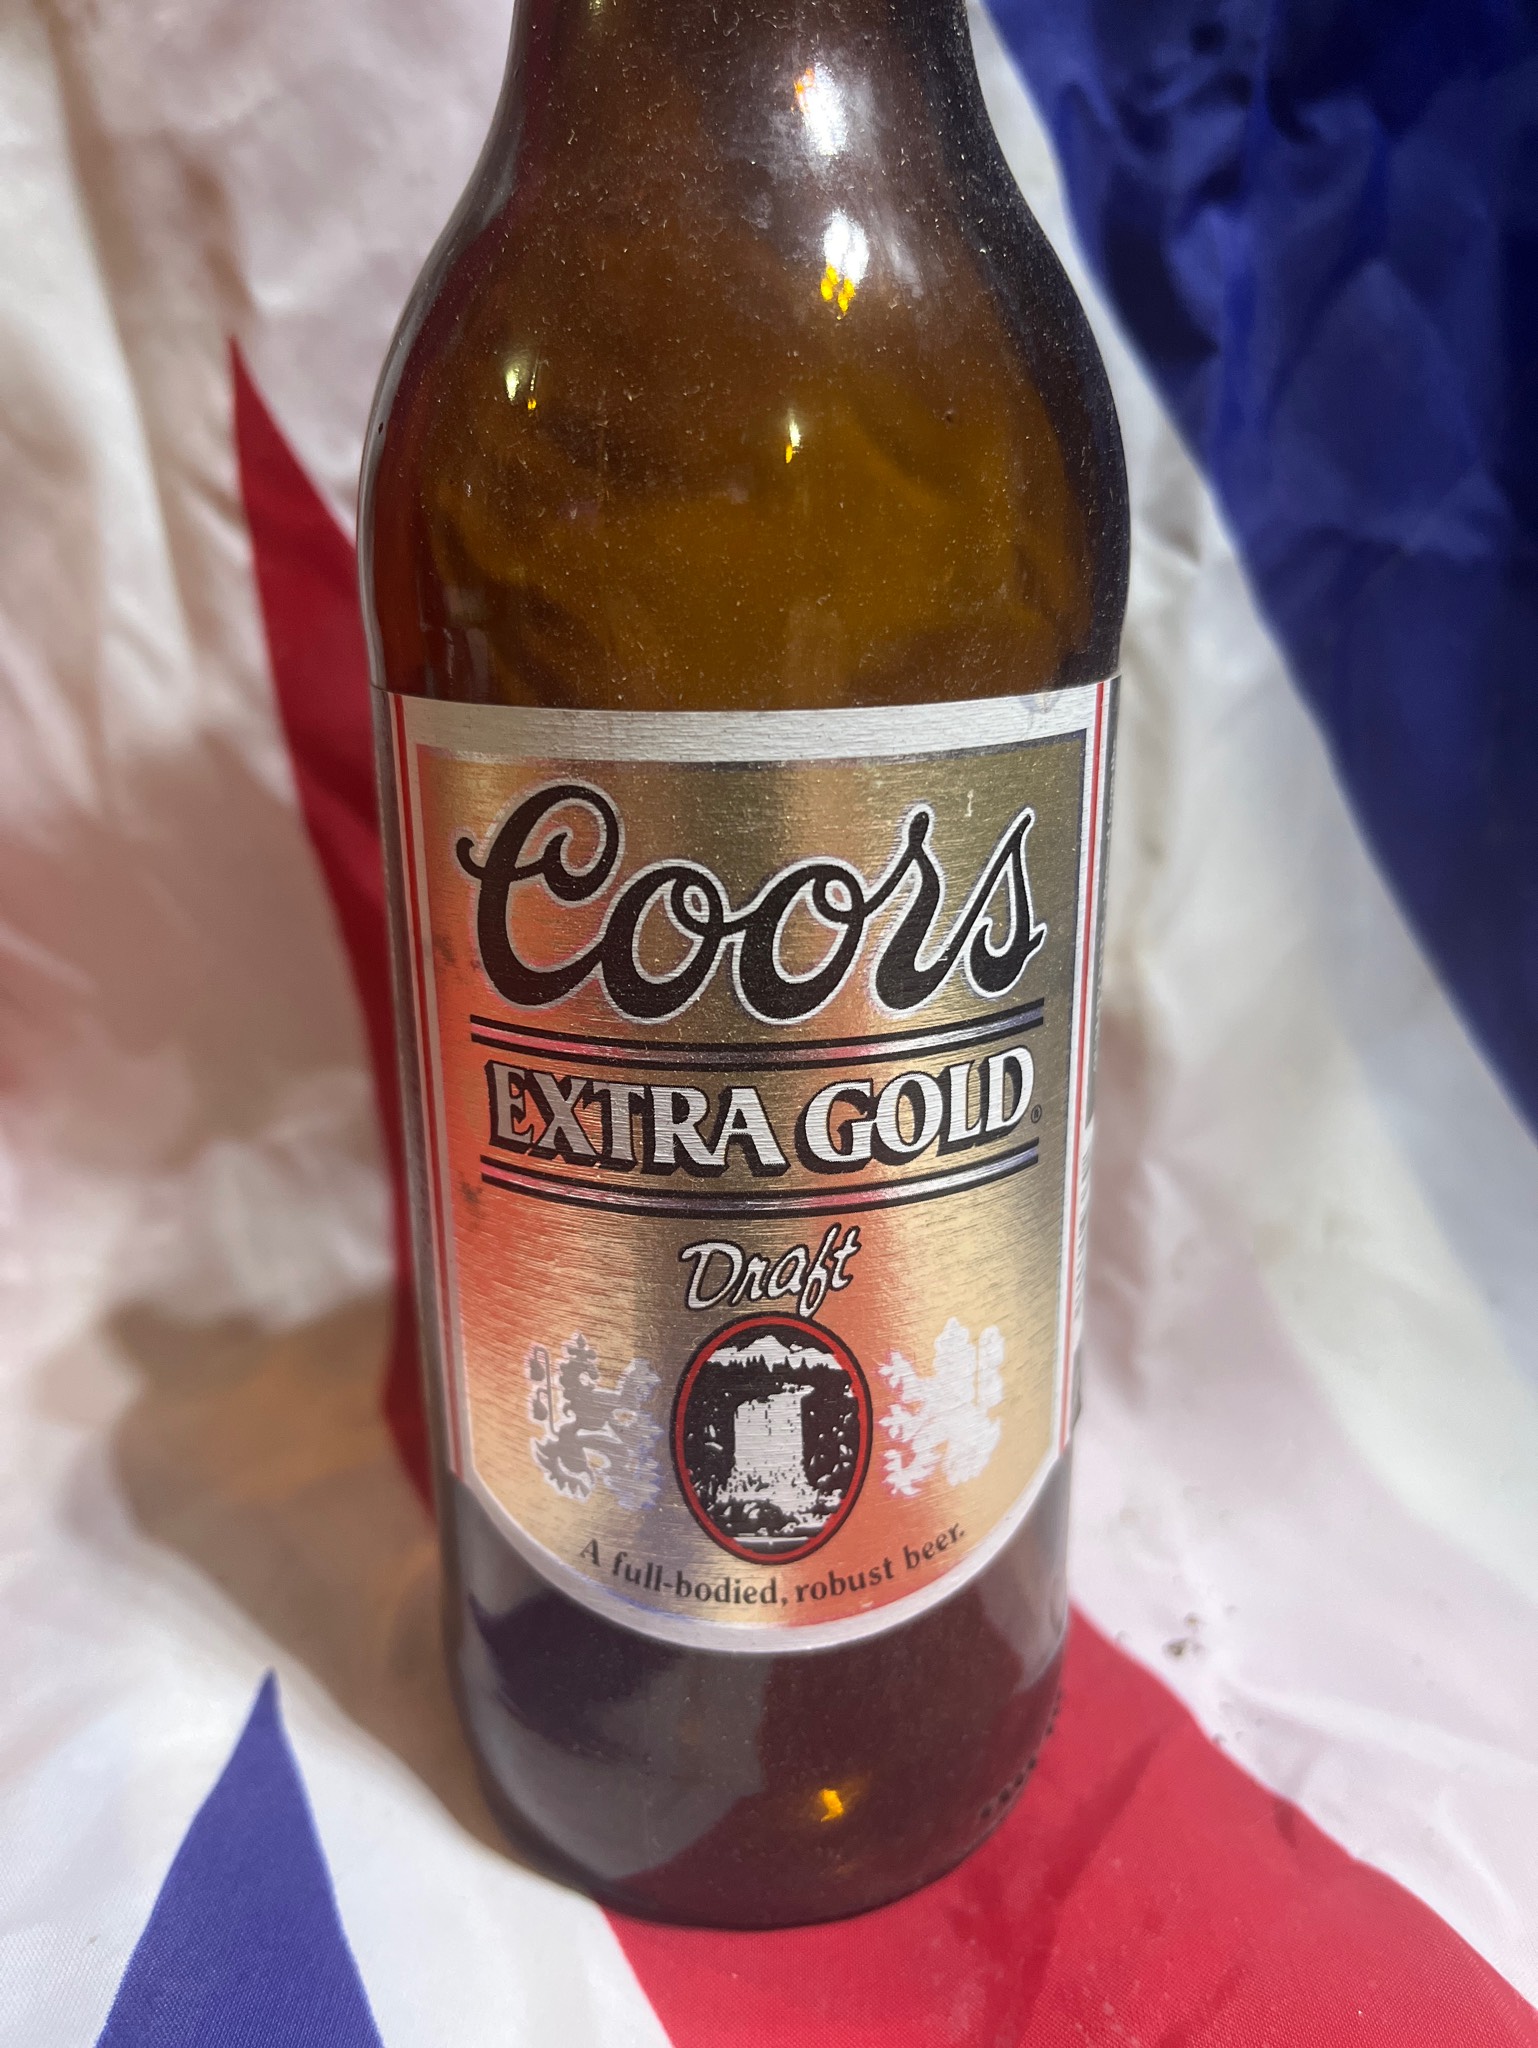 Coors
EXTRA GOLD®
Draft
A full-bodied, robust beer.